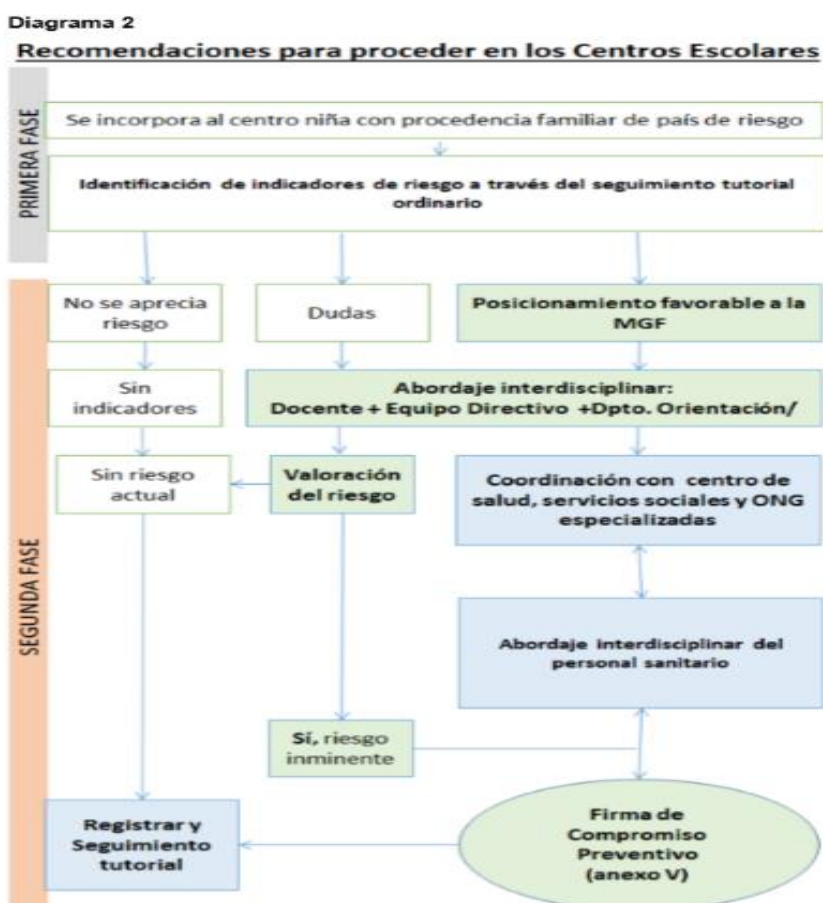 Diagrama 2
Recomendaciones para proceder en los Centros Escolares
PRIMERA FASE
Se incorpora al centro niña con procedencia familiar de país de riesgo
Identificación de indicadores de riesgo a través del seguimiento tutorial
ordinario
SEGUNDA FASE
No se aprecia
riesgo
Dudas
Posicionamiento favorable a la
MGF
Sin
indicadores
Abordaje interdisciplinar:
Docente + Equipo Directivo +Dpto. Orientación/
Sin riesgo
actual
Valoración
del riesgo
Coordinación con centro de
salud, servicios sociales y ONG
especializadas
Abordaje interdisciplinar del
personal sanitario
Sí, riesgo
inminente
Registrar y
Seguimiento
tutorial
Firma de
Compromiso
Preventivo
(anexo V)